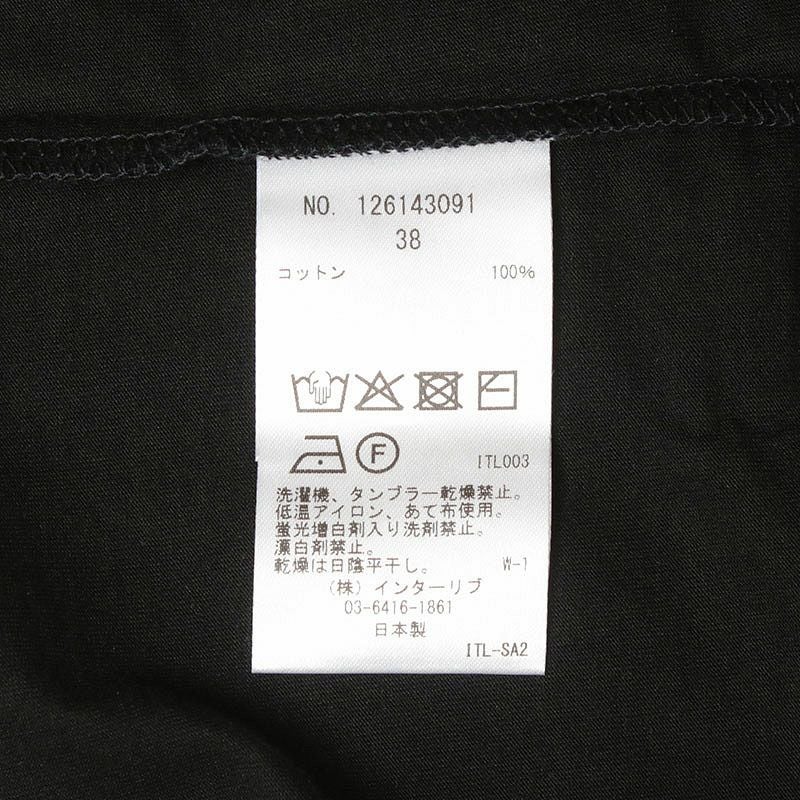 NO. 126143091
38
コットン 100%
F
ITL003
洗濯機、タンブラー乾燥禁止。
低温アイロン、あて布使用。
蛍光増白剤入り洗剤禁止。
漂白剤禁止。
乾燥は日陰平干し。 W-1
(株) インターリブ
03-6416-1861
日本製
ITL-SA2